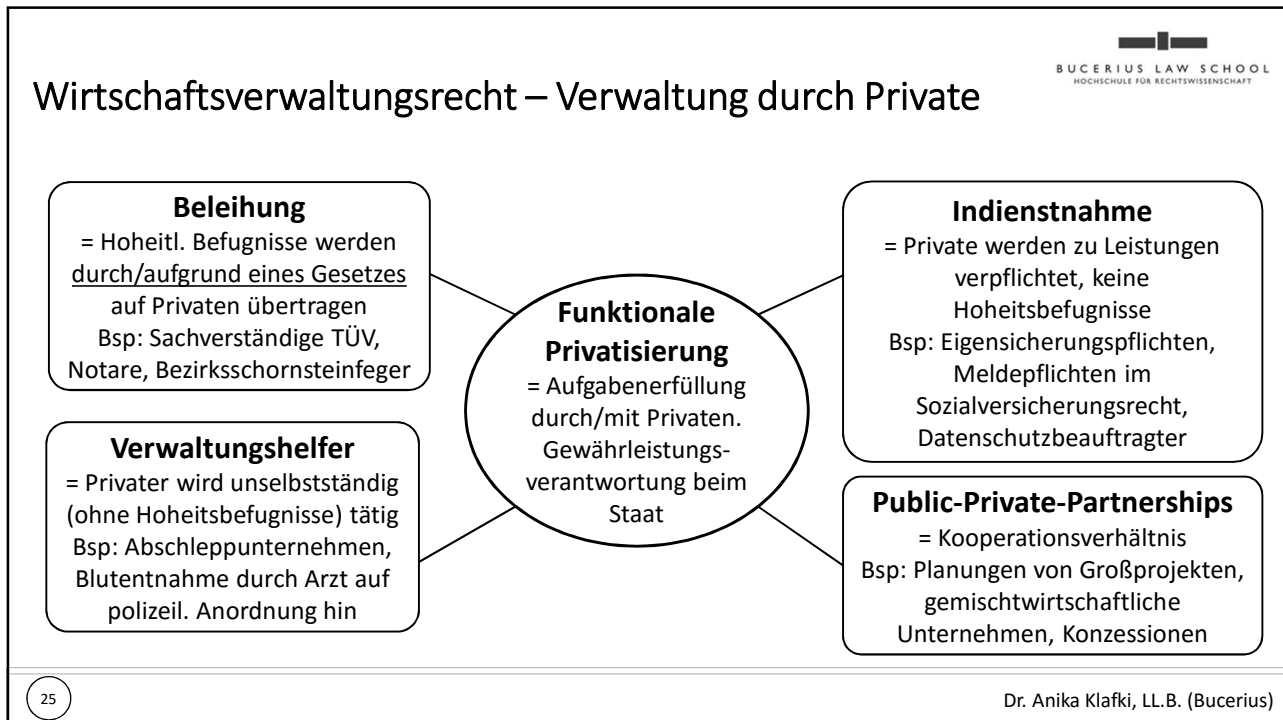 BUCERIUS LAW SCHOOL
HOCHSCHULE FÜR RECHTSWISSENSCHAFT
Wirtschaftsverwaltungsrecht – Verwaltung durch Private
Beleihung
= Hoheitl. Befugnisse werden
durch/aufgrund eines Gesetzes
auf Privaten übertragen
Bsp: Sachverständige TÜV,
Notare, Bezirksschornsteinfeger
Verwaltungshelfer
= Privater wird unselbstständig
(ohne Hoheitsbefugnisse) tätig
Bsp: Abschleppunternehmen,
Blutentnahme durch Arzt auf
polizeil. Anordnung hin
Funktionale
Privatisierung
= Aufgabenerfüllung
durch/mit Privaten.
Gewährleistungs-
verantwortung beim
Staat
Indienstnahme
= Private werden zu Leistungen
verpflichtet, keine
Hoheitsbefugnisse
Bsp: Eigensicherungspflichten,
Meldepflichten im
Sozialversicherungsrecht,
Datenschutzbeauftragter
Public-Private-Partnerships
= Kooperationsverhältnis
Bsp: Planungen von Großprojekten,
gemischtwirtschaftliche
Unternehmen, Konzessionen
25
Dr. Anika Klafki, LL.B. (Bucerius)